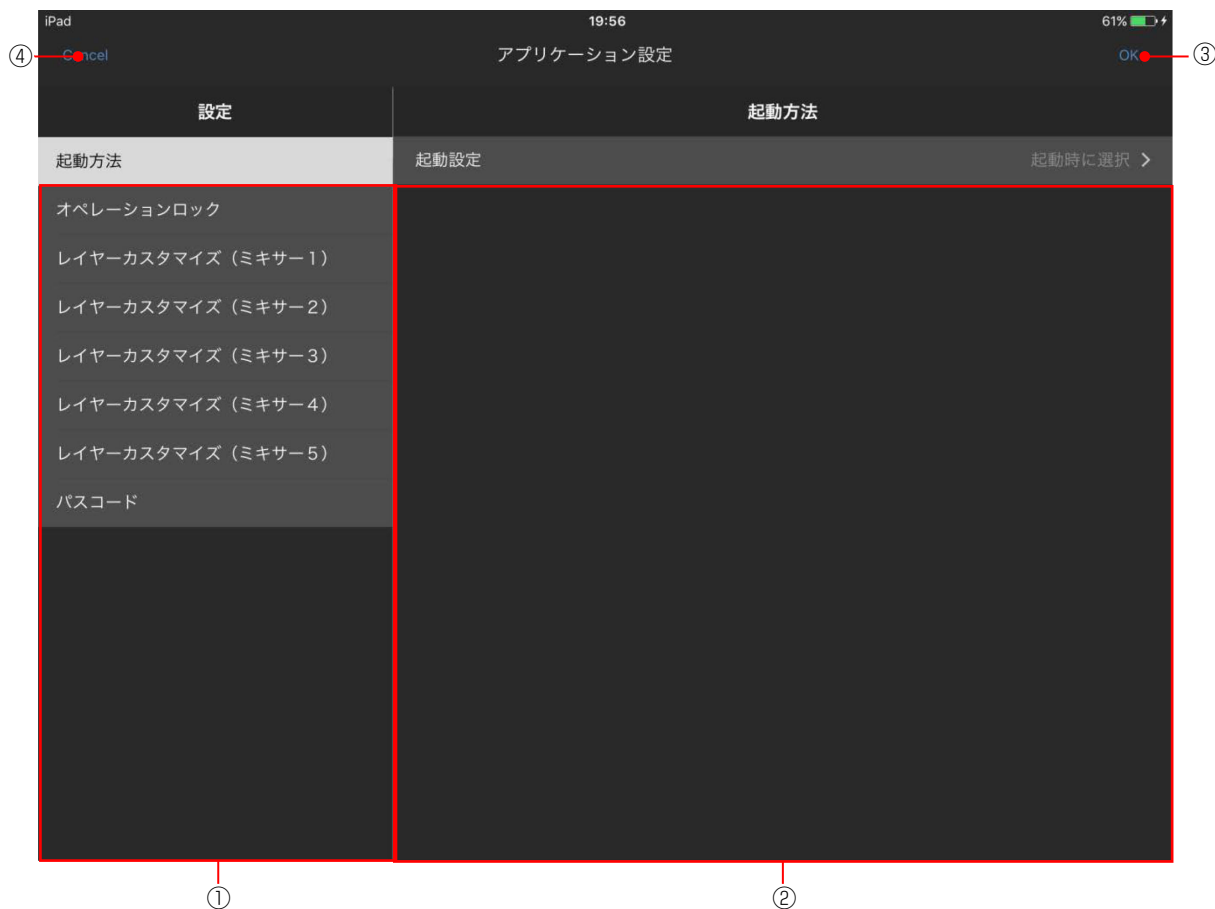 iPad 19:56 61%
④ Cancel アプリケーション設定 OK ③
設定 起動方法
起動方法 起動設定 起動時に選択
オペレーションロック
レイヤーカスタマイズ（ミキサー１）
レイヤーカスタマイズ（ミキサー２）
レイヤーカスタマイズ（ミキサー３）
レイヤーカスタマイズ（ミキサー４）
レイヤーカスタマイズ（ミキサー５）
パスコード
① ②